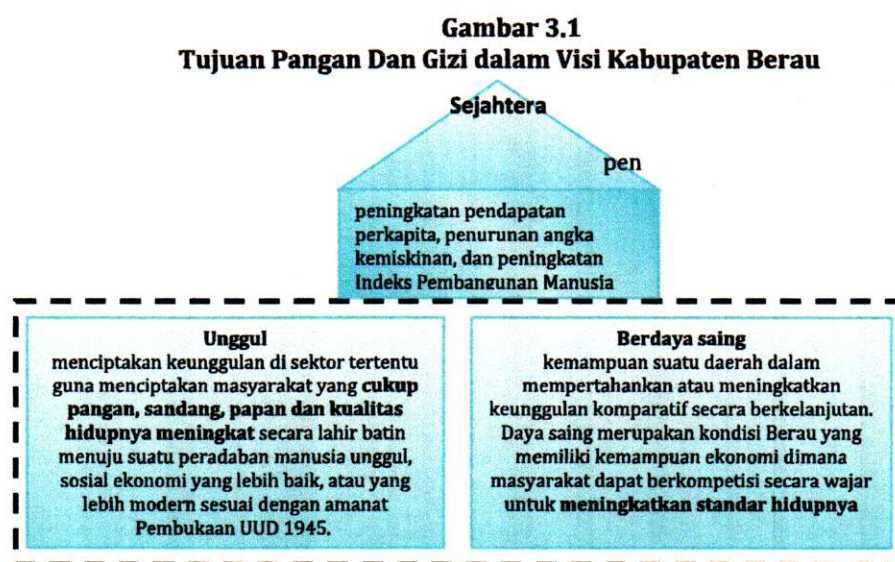 Gambar 3.1
Tujuan Pangan Dan Gizi dalam Visi Kabupaten Berau
Sejahtera
pen
peningkatan pendapatan
perkapita, penurunan angka
kemiskinan, dan peningkatan
Indeks Pembangunan Manusia
Unggul
menciptakan keunggulan di sektor tertentu
guna menciptakan masyarakat yang cukup
pangan, sandang, papan dan kualitas
hidupnya meningkat secara lahir batin
menuju suatu peradaban manusia unggul,
sosial ekonomi yang lebih baik, atau yang
lebih modern sesuai dengan amanat
Pembukaan UUD 1945.
Berdaya saing
kemampuan suatu daerah dalam
mempertahankan atau meningkatkan
keunggulan komparatif secara berkelanjutan.
Daya saing merupakan kondisi Berau yang
memiliki kemampuan ekonomi dimana
masyarakat dapat berkompetisi secara wajar
untuk meningkatkan standar hidupnya